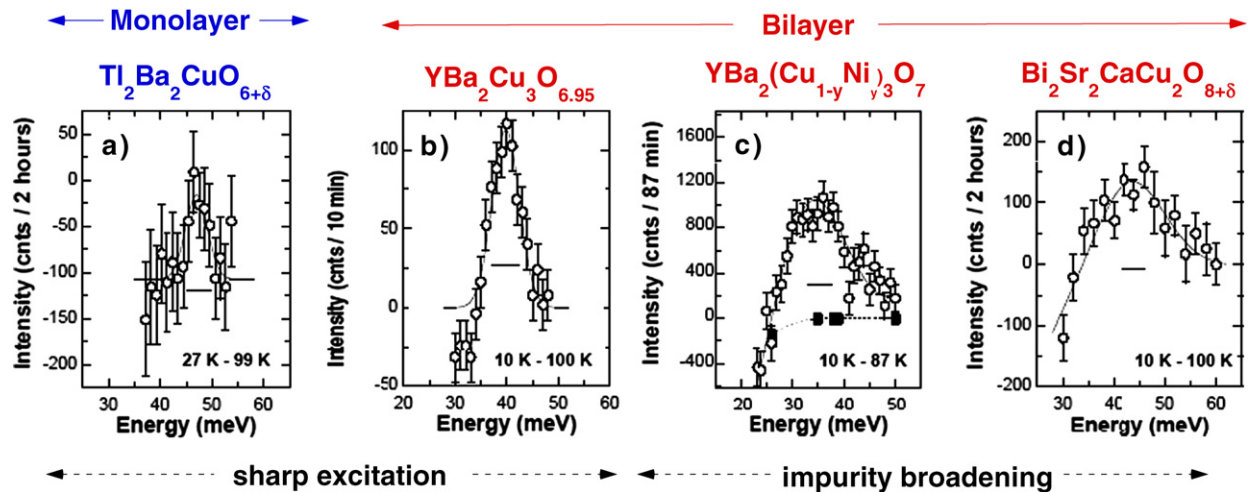 Monolayer
Bilayer
Tl2Ba2CuO6+δ
YBa2Cu3O6.95
YBa2(Cu1-yNiy)3O7
Bi2Sr2CaCu2O8+δ
a)
Intensity (cnts / 2 hours)
50
0
-50
-100
-150
-200
27 K - 99 K
30 40 50 60
Energy (meV)
b)
Intensity (cnts / 10 min)
100
50
0
-50
10 K - 100 K
20 30 40 50 60
Energy (meV)
c)
Intensity (cnts / 87 min)
1600
1200
800
400
0
-400
10 K - 87 K
20 30 40 50
Energy (meV)
d)
Intensity (cnts / 2 hours)
200
100
0
-100
-200
10 K - 100 K
30 40 50 60
Energy (meV)
sharp excitation
impurity broadening